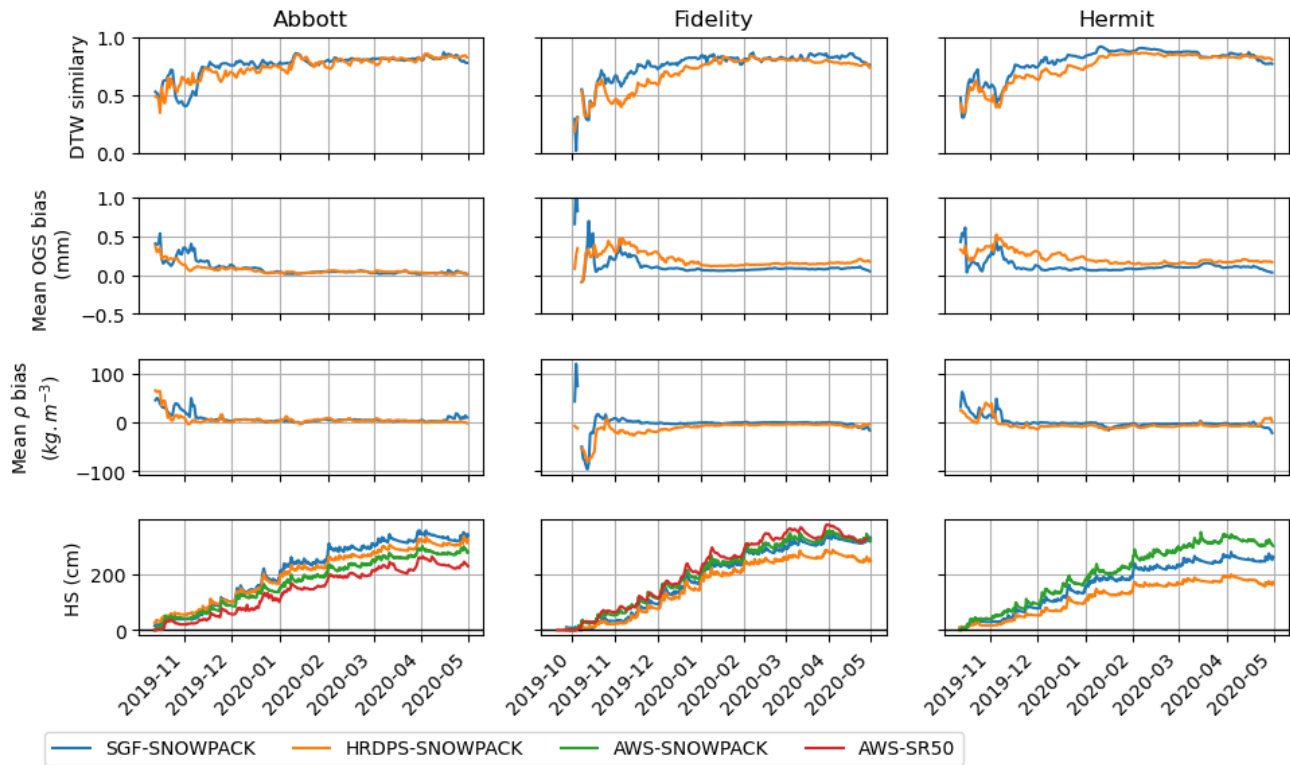 Abbott Fidelity Hermit
DTW similary
1.0
0.5
0.0
Mean OGS bias
(mm)
1.0
0.5
0.0
−0.5
Mean ρ bias
(kg. m⁻³)
100
0
−100
HS (cm)
200
0
2019-11 2019-12 2020-01 2020-02 2020-03 2020-04 2020-05
2019-10 2019-11 2019-12 2020-01 2020-02 2020-03 2020-04 2020-05
2019-11 2019-12 2020-01 2020-02 2020-03 2020-04 2020-05
SGF-SNOWPACK HRDPS-SNOWPACK AWS-SNOWPACK AWS-SR50